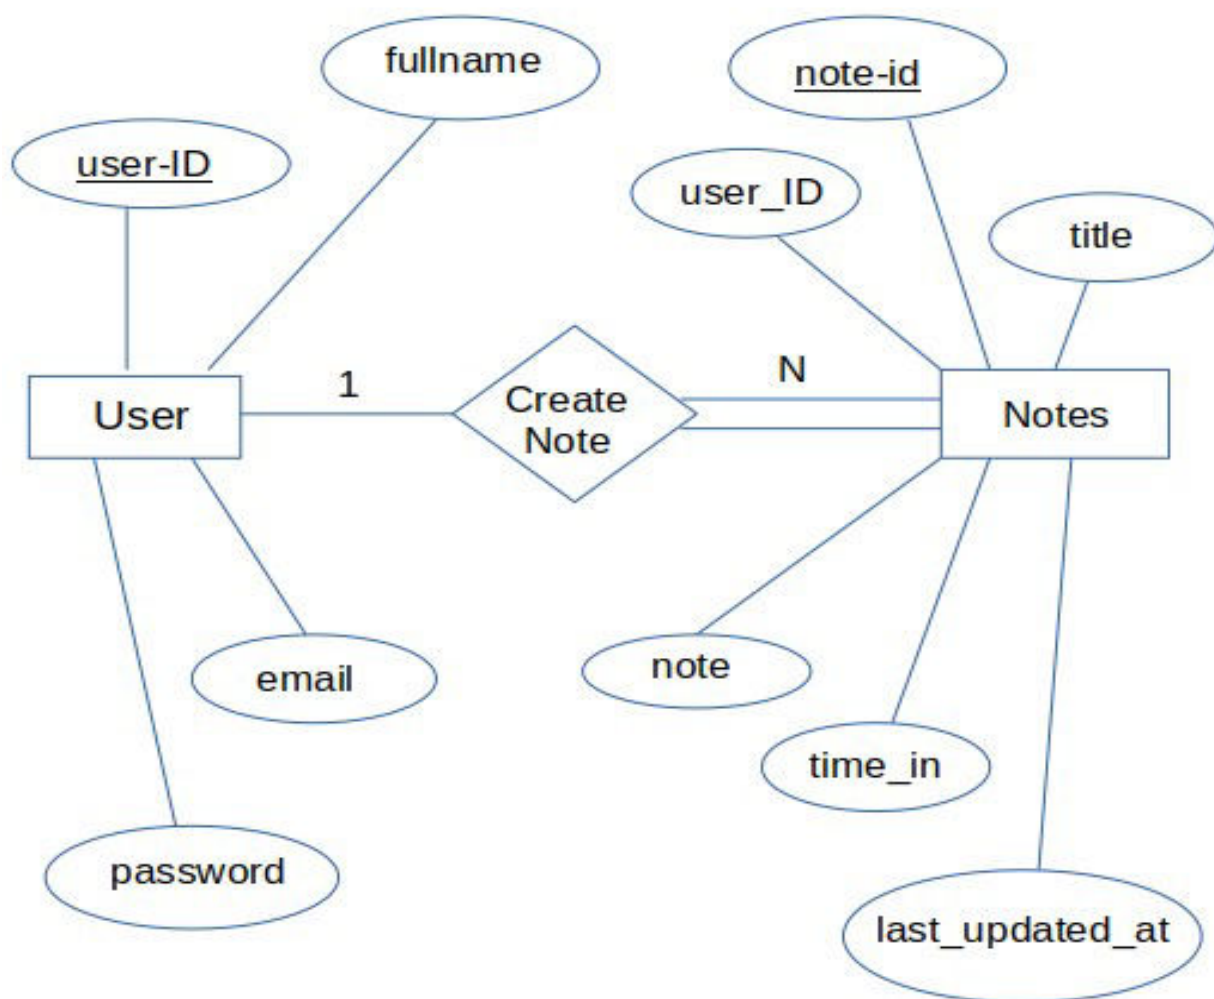 fullname
note-id
user-ID
user_ID
title
1
N
User
Create
Note
Notes
email
note
time_in
password
last_updated_at